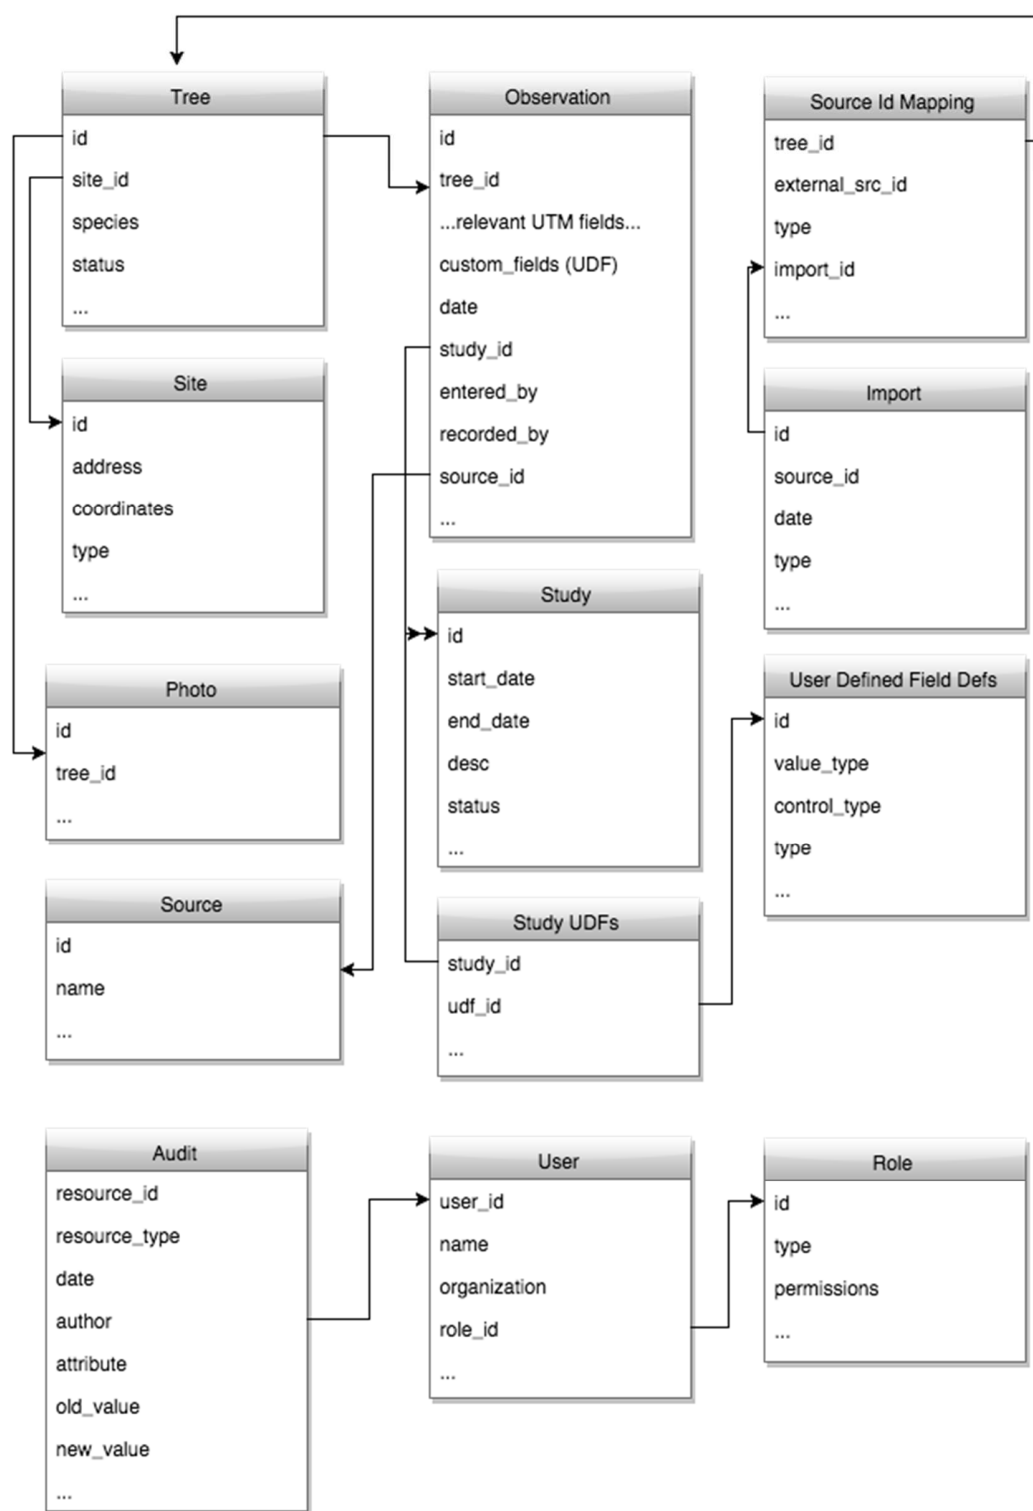 Tree
id
site_id
species
status
...
Site
id
address
coordinates
type
...
Photo
id
tree_id
...
Source
id
name
...
Observation
id
tree_id
...relevant UTM fields...
custom_fields (UDF)
date
study_id
entered_by
recorded_by
source_id
...
Study
id
start_date
end_date
desc
status
...
Study UDFs
study_id
udf_id
...
Source Id Mapping
tree_id
external_src_id
type
import_id
...
Import
id
source_id
date
type
...
User Defined Field Defs
id
value_type
control_type
type
...
Audit
resource_id
resource_type
date
author
attribute
old_value
new_value
...
User
user_id
name
organization
role_id
...
Role
id
type
permissions
...